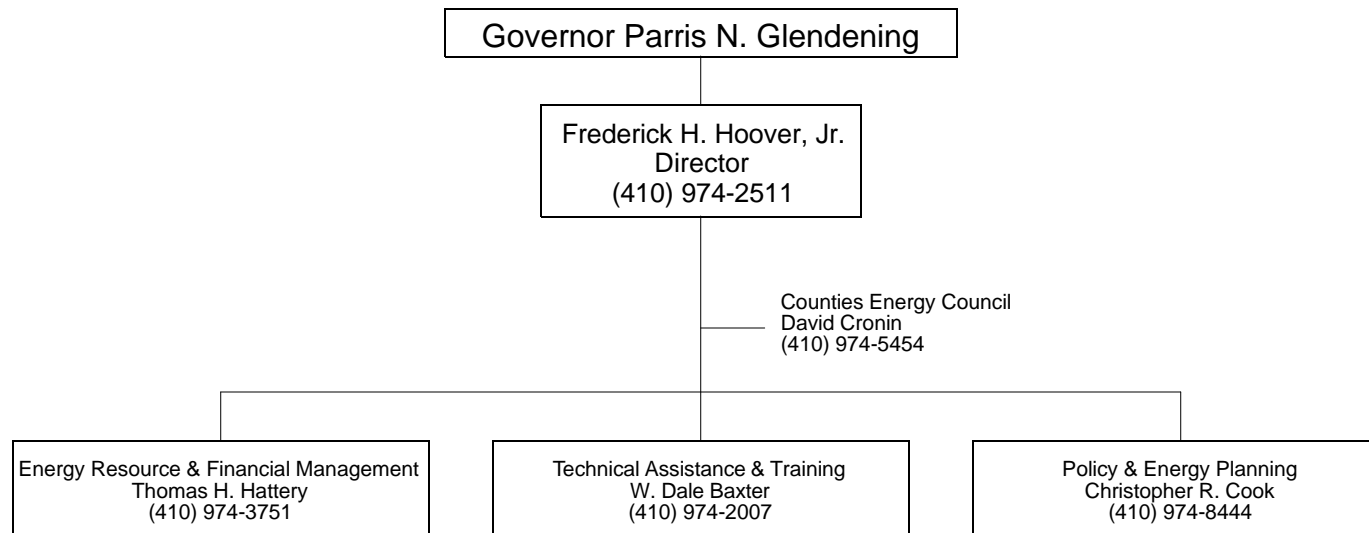 Governor Parris N. Glendening
Frederick H. Hoover, Jr.
Director
(410) 974-2511
Counties Energy Council
David Cronin
(410) 974-5454
Energy Resource & Financial Management
Thomas H. Hattery
(410) 974-3751
Technical Assistance & Training
W. Dale Baxter
(410) 974-2007
Policy & Energy Planning
Christopher R. Cook
(410) 974-8444